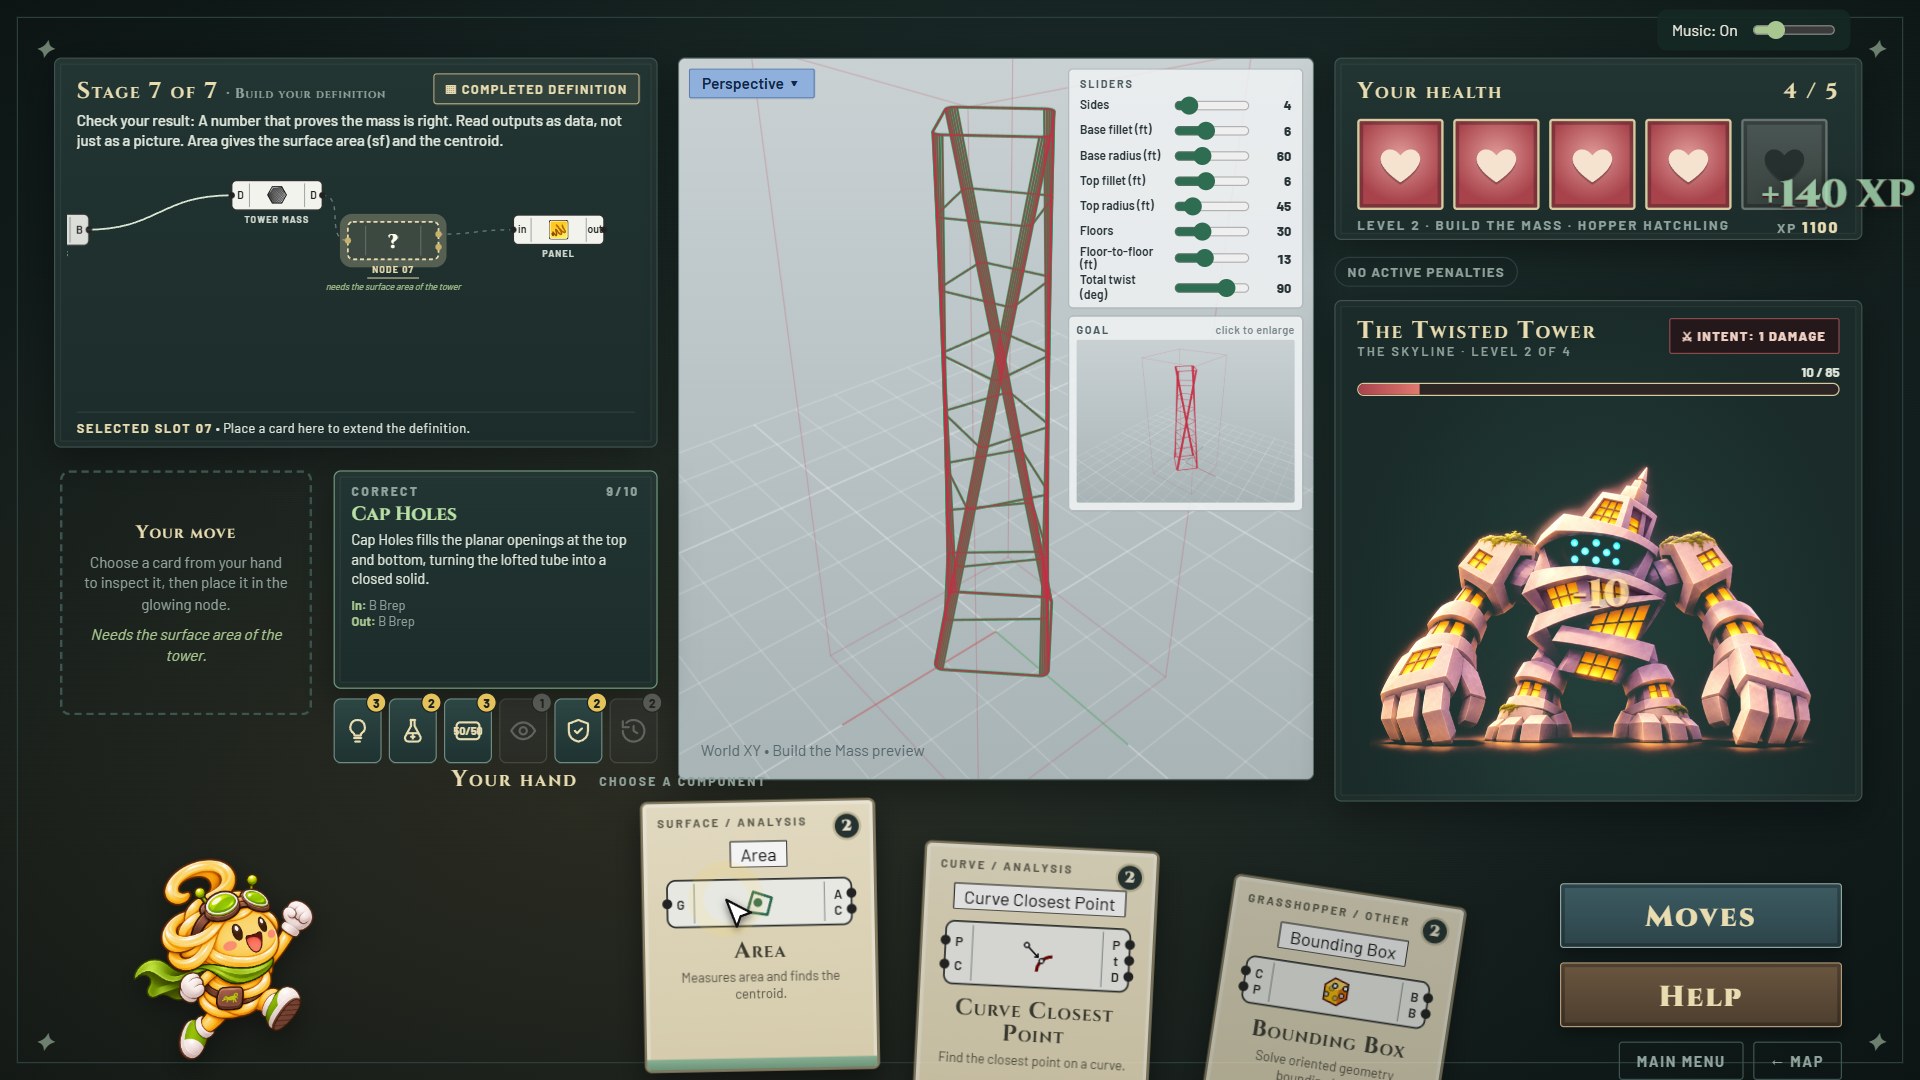 Music: On
STAGE 7 OF 7 · BUILD YOUR DEFINITION
COMPLETED DEFINITION
Check your result: A number that proves the mass is right. Read outputs as data, not
just as a picture. Area gives the surface area (sf) and the centroid.
B
D D
TOWER MASS
?
NODE 07
needs the surface area of the tower
in out
PANEL
SELECTED SLOT 07 • Place a card here to extend the definition.
YOUR MOVE
Choose a card from your hand
to inspect it, then place it in the
glowing node.
Needs the surface area of the
tower.
CORRECT 9/10
CAP HOLES
Cap Holes fills the planar openings at the top
and bottom, turning the lofted tube into a
closed solid.
In: B Brep
Out: B Brep
3 2 3 1 2 2
50/50
YOUR HAND CHOOSE A COMPONENT
Perspective ▾
SLIDERS
Sides 4
Base fillet (ft) 6
Base radius (ft) 60
Top fillet (ft) 6
Top radius (ft) 45
Floors 30
Floor-to-floor
(ft) 13
Total twist
(deg) 90
GOAL click to enlarge
World XY • Build the Mass preview
YOUR HEALTH 4 / 5
+140 XP
LEVEL 2 · BUILD THE MASS · HOPPER HATCHLING XP 1100
NO ACTIVE PENALTIES
THE TWISTED TOWER
THE SKYLINE · LEVEL 2 OF 4
INTENT: 1 DAMAGE
10 / 85
-10
SURFACE / ANALYSIS 2
Area
G A
C
AREA
Measures area and finds the
centroid.
CURVE / ANALYSIS 2
Curve Closest Point
P P
t
C D
CURVE CLOSEST
POINT
Find the closest point on a curve.
GRASSHOPPER / OTHER 2
Bounding Box
C B
P B
BOUNDING BOX
Solve oriented geometry
MOVES
HELP
MAIN MENU
← MAP